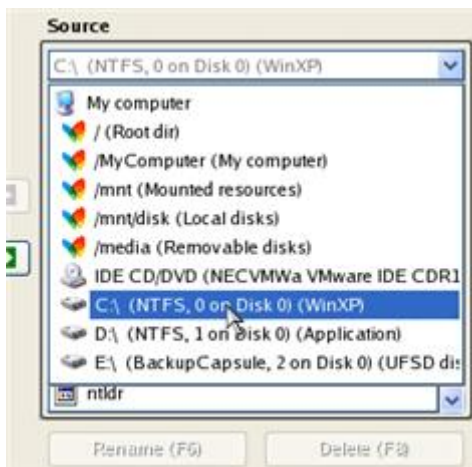 Source
C:\ (NTFS, 0 on Disk 0) (WinXP)
My computer
/ (Root dir)
/MyComputer (My computer)
/mnt (Mounted resources)
/mnt/disk (Local disks)
/media (Removable disks)
IDE CD/DVD (NECVMWa VMware IDE CDR1
C:\ (NTFS, 0 on Disk 0) (WinXP)
D:\ (NTFS, 1 on Disk 0) (Application)
E:\ (BackupCapsule, 2 on Disk 0) (UFSD dis
ntldr
Rename (F6) Delete (F8)